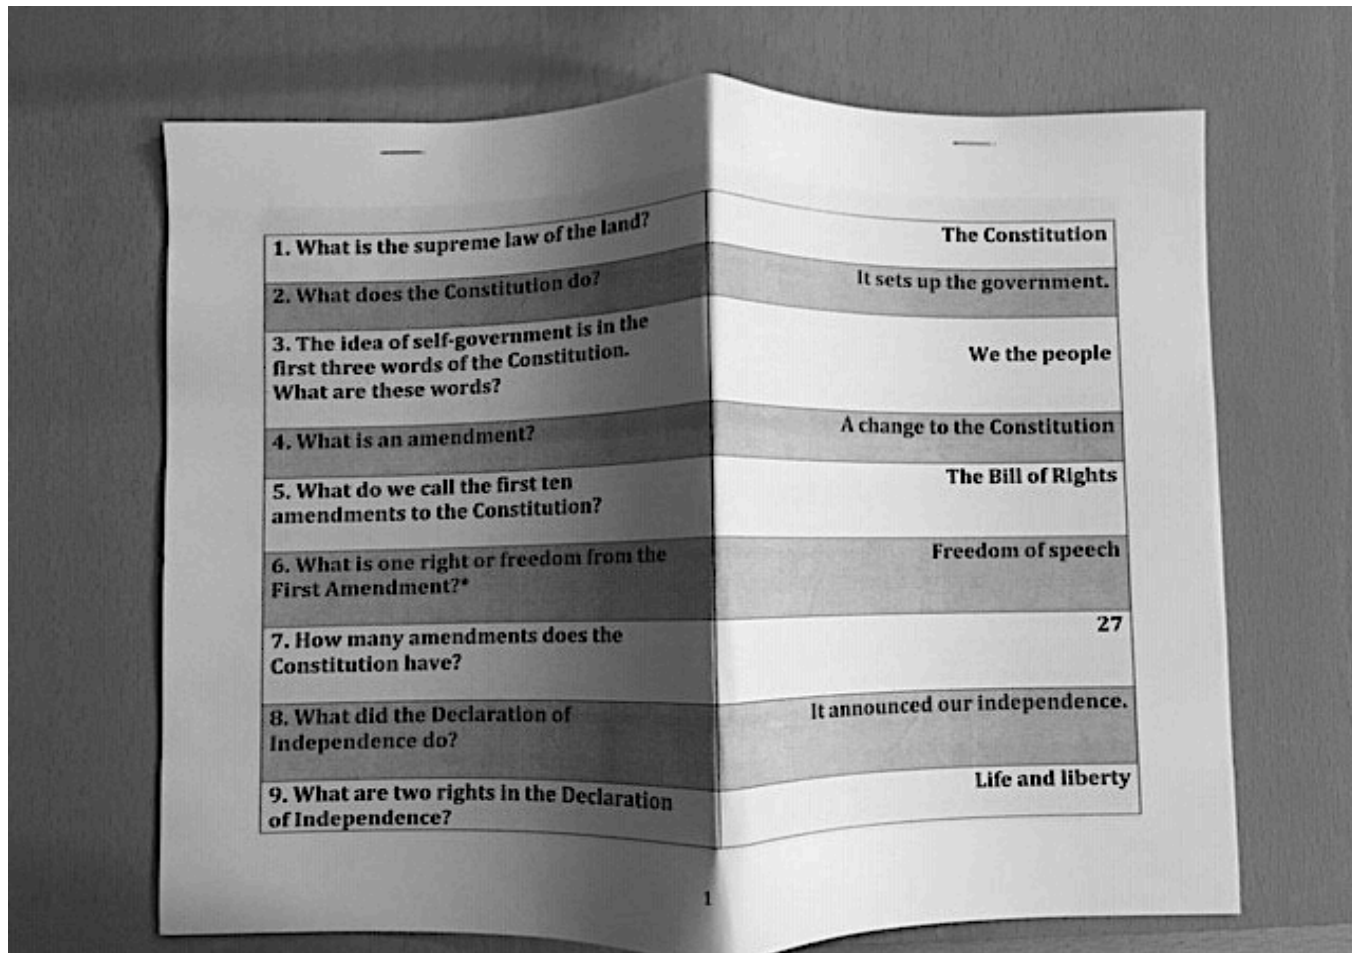 1. What is the supreme law of the land?
The Constitution
2. What does the Constitution do?
It sets up the government.
3. The idea of self-government is in the
first three words of the Constitution.
What are these words?
We the people
4. What is an amendment?
A change to the Constitution
5. What do we call the first ten
amendments to the Constitution?
The Bill of Rights
6. What is one right or freedom from the
First Amendment?*
Freedom of speech
7. How many amendments does the
Constitution have?
27
8. What did the Declaration of
Independence do?
It announced our independence.
9. What are two rights in the Declaration
of Independence?
Life and liberty
1